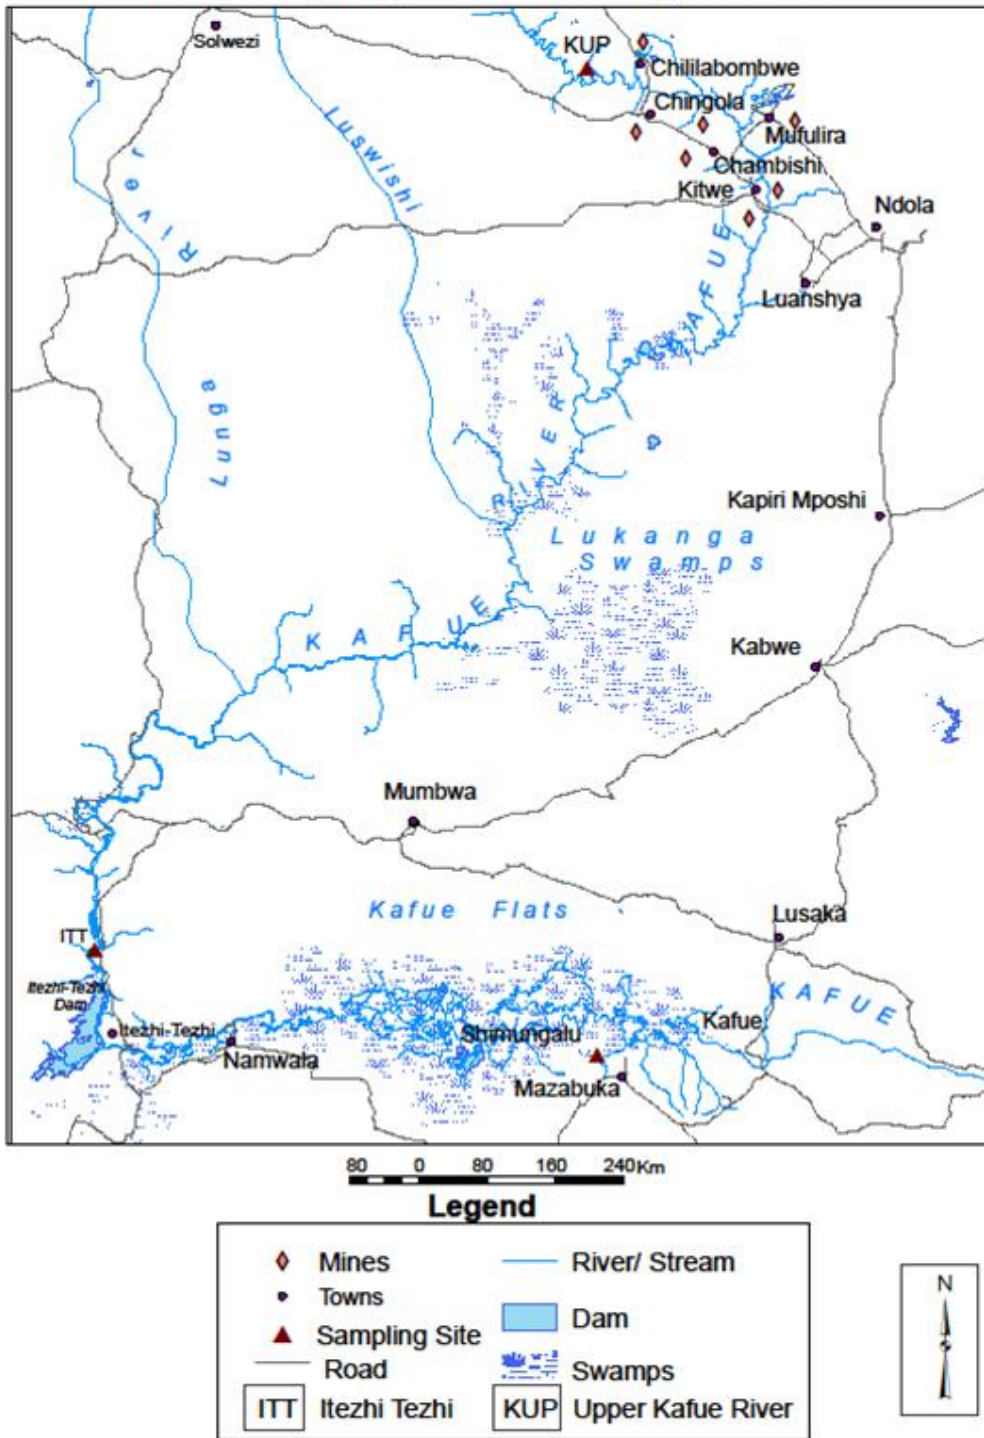 Solwezi
KUP
Chililabombwe
Chingola
Mufulira
Chambishi
Kitwe
Ndola
Luanshya
River
Luswishi
KAFUE
Lunga
RIVER
Kapiri Mposhi
Lukanga
Swamps
KAFUE
Kabwe
Mumbwa
Kafue Flats
Lusaka
ITT
Itezhi-Tezhi
Dam
Itezhi-Tezhi
Namwala
Shimungalu
Kafue
KAFUE
Mazabuka
80 0 80 160 240 Km
Legend
Mines
River/ Stream
Towns
Dam
Sampling Site
Road
Swamps
ITT Itezhi Tezhi
KUP Upper Kafue River
N